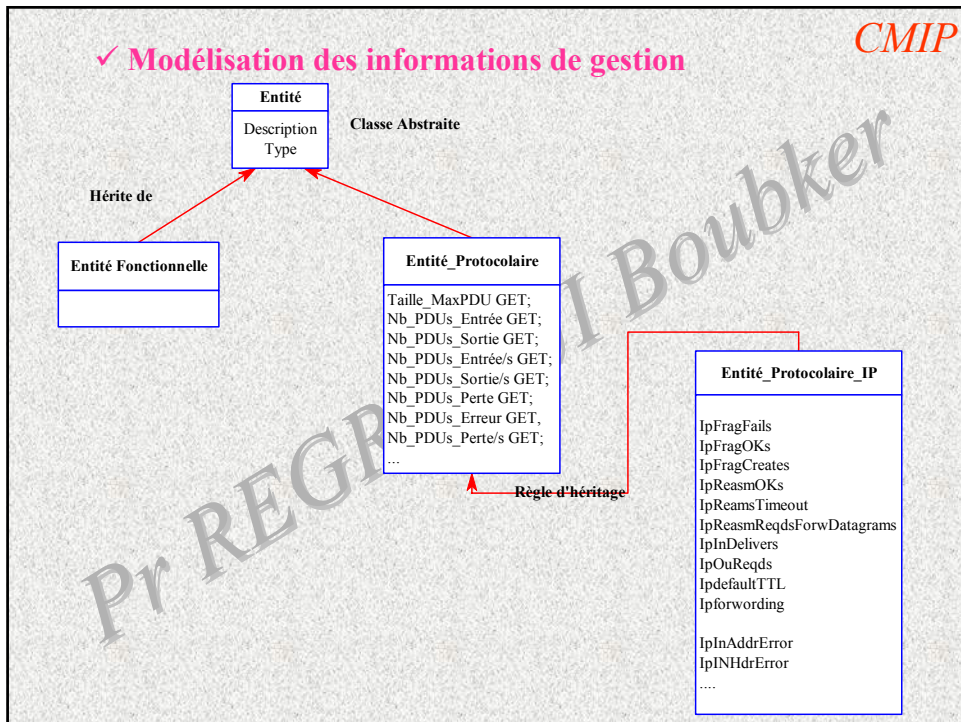 CMIP
✓ Modélisation des informations de gestion
Entité
Description
Type
Classe Abstraite
Hérite de
Entité Fonctionnelle
Entité_Protocolaire
Taille_MaxPDU GET;
Nb_PDUs_Entrée GET;
Nb_PDUs_Sortie GET;
Nb_PDUs_Entrée/s GET;
Nb_PDUs_Sortie/s GET;
Nb_PDUs_Perte GET;
Nb_PDUs_Erreur GET,
Nb_PDUs_Perte/s GET;
...
Règle d'héritage
Entité_Protocolaire_IP
IpFragFails
IpFragOKs
IpFragCreates
IpReasmOKs
IpReamsTimeout
IpReasmReqdsForwDatagrams
IpInDelivers
IpOuReqds
IpdefaultTTL
Ipforwording
IpInAddrError
IpINHdrError
....
Pr Boubker